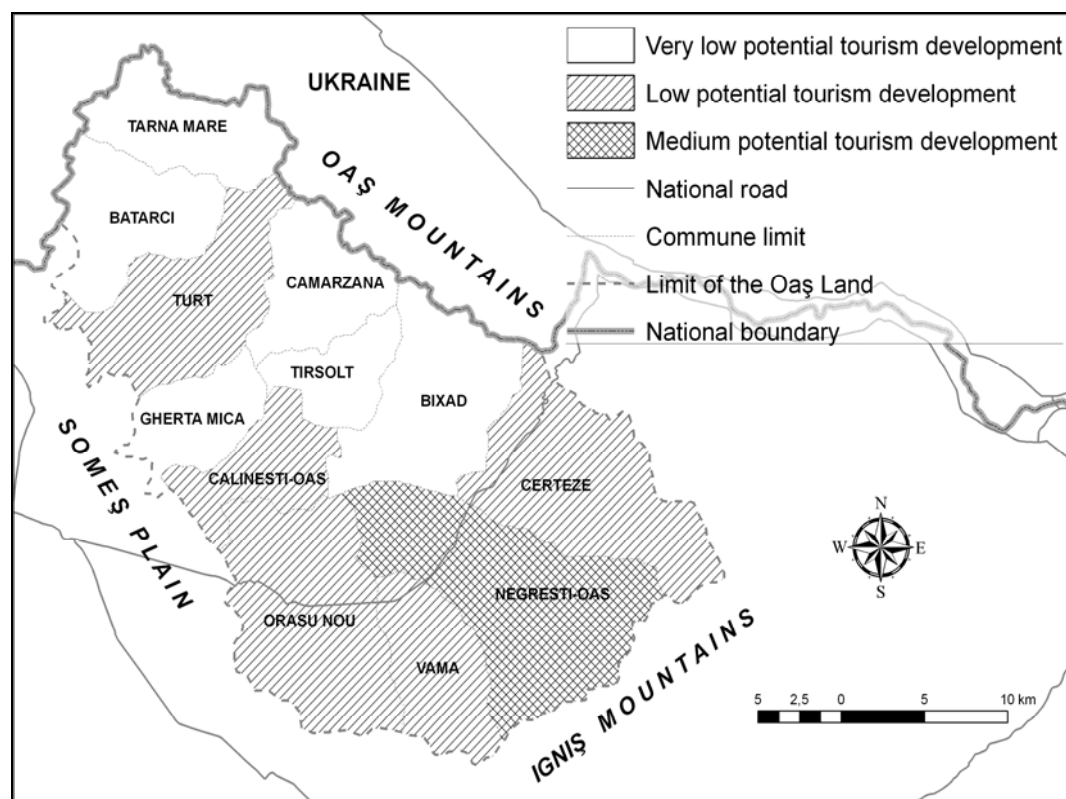 UKRAINE
Very low potential tourism development
Low potential tourism development
Medium potential tourism development
National road
Commune limit
Limit of the Oaş Land
National boundary
TARNA MARE
OAŞ MOUNTAINS
BATARCI
TURT
CAMARZANA
TIRSOLT
BIXAD
GHERTA MICA
SOMEŞ PLAIN
CALINESTI-OAS
CERTEZE
N
W E
S
NEGRESTI-OAS
ORASU NOU
VAMA
IGNIŞ MOUNTAINS
5 2,5 0 5 10 km